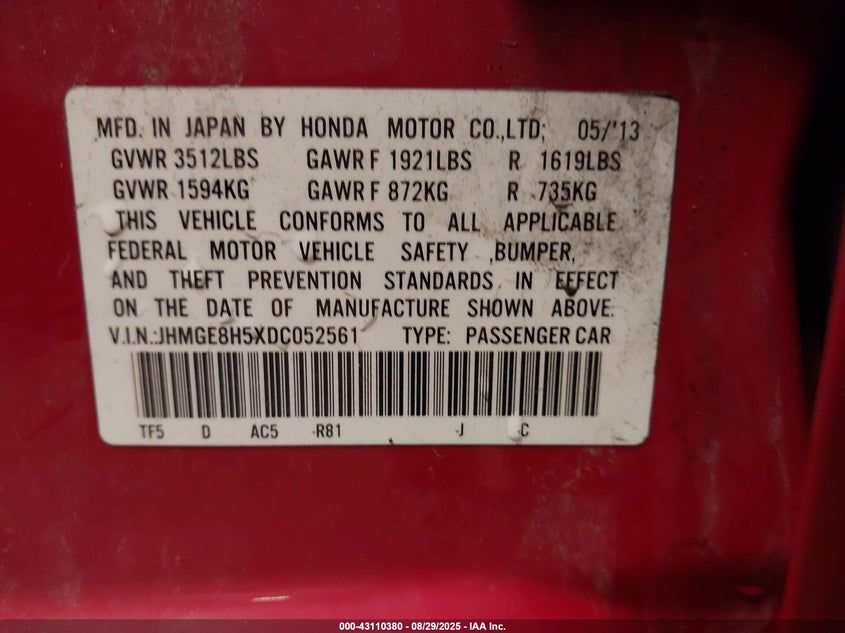 MFD. IN JAPAN BY HONDA MOTOR CO.,LTD; 05/'13
GVWR 3512LBS GAWR F 1921LBS R 1619LBS
GVWR 1594KG GAWR F 872KG R 735KG
THIS VEHICLE CONFORMS TO ALL APPLICABLE
FEDERAL MOTOR VEHICLE SAFETY ,BUMPER,
AND THEFT PREVENTION STANDARDS IN EFFECT
ON THE DATE OF MANUFACTURE SHOWN ABOVE.
V.I.N.:JHMGE8H5XDC052561 TYPE: PASSENGER CAR
TF5 D AC5 -R81 -J -C
000-43110380 - 08/29/2025 - IAA Inc.